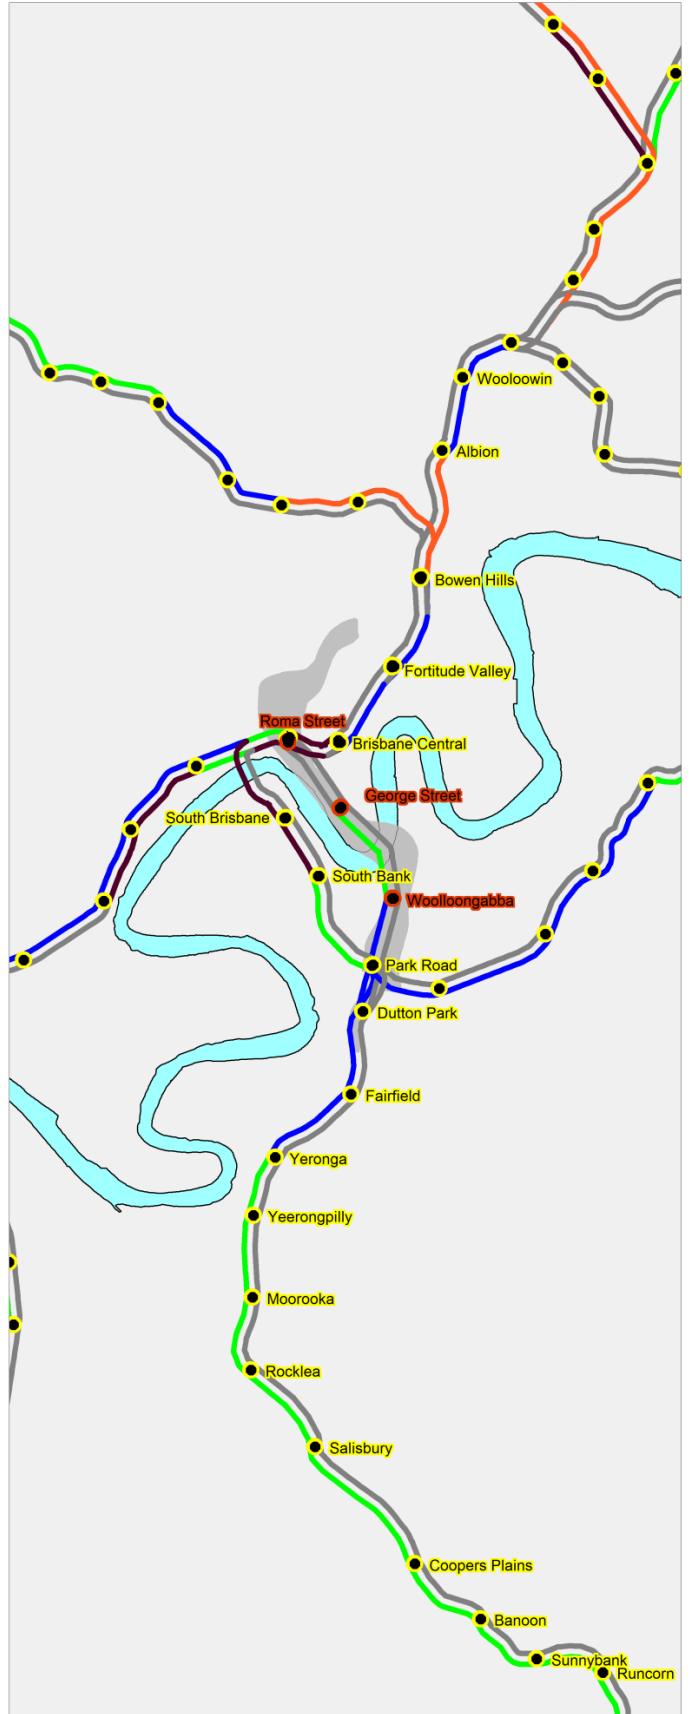 Wooloowin
Albion
Bowen Hills
Fortitude Valley
Roma Street
Brisbane Central
George Street
South Brisbane
South Bank
Woolloongabba
Park Road
Dutton Park
Fairfield
Yeronga
Yeerongpilly
Moorooka
Rocklea
Salisbury
Coopers Plains
Banoon
Sunnybank
Runcorn